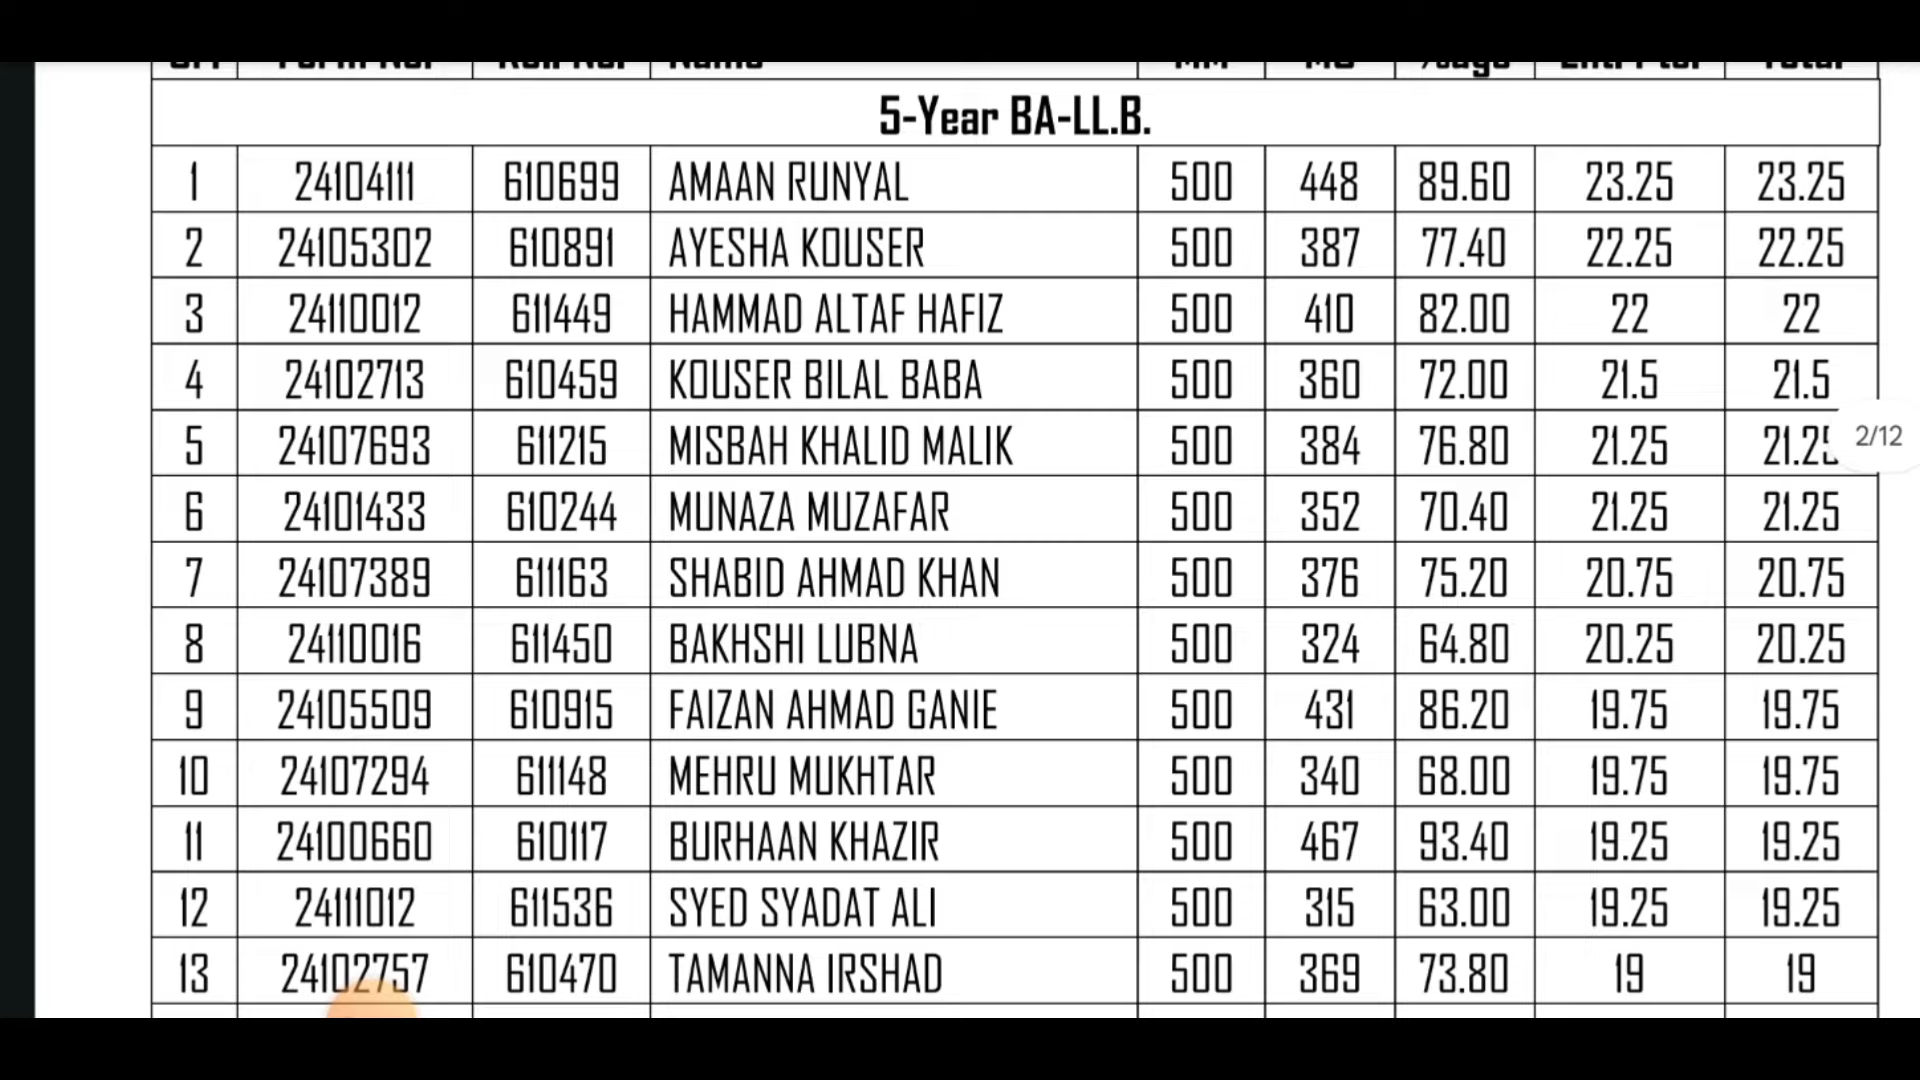 5-Year BA-LL.B.
1 24104111 610699 AMAAN RUNYAL 500 448 89.60 23.25 23.25
2 24105302 610891 AYESHA KOUSER 500 387 77.40 22.25 22.25
3 24110012 611449 HAMMAD ALTAF HAFIZ 500 410 82.00 22 22
4 24102713 610459 KOUSER BILAL BABA 500 360 72.00 21.5 21.5
5 24107693 611215 MISBAH KHALID MALIK 500 384 76.80 21.25 21.25 2/12
6 24101433 610244 MUNAZA MUZAFAR 500 352 70.40 21.25 21.25
7 24107389 611163 SHABID AHMAD KHAN 500 376 75.20 20.75 20.75
8 24110016 611450 BAKHSHI LUBNA 500 324 64.80 20.25 20.25
9 24105509 610915 FAIZAN AHMAD GANIE 500 431 86.20 19.75 19.75
10 24107294 611148 MEHRU MUKHTAR 500 340 68.00 19.75 19.75
11 24100660 610117 BURHAAN KHAZIR 500 467 93.40 19.25 19.25
12 24111012 611536 SYED SYADAT ALI 500 315 63.00 19.25 19.25
13 24102757 610470 TAMANNA IRSHAD 500 369 73.80 19 19